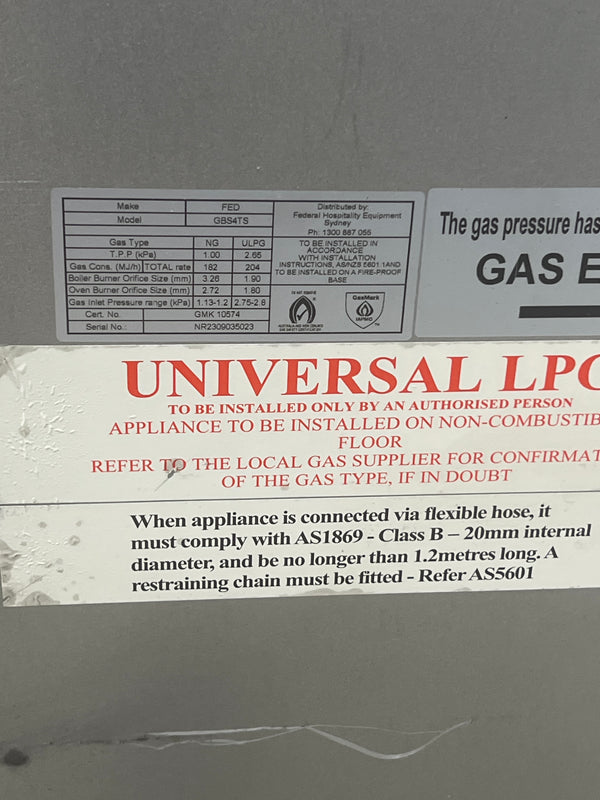 Make FED
Model GBS4TS
Gas Type NG ULPG
T.P.P (kPa) 1.00 2.65
Gas Cons. (MJ/h) TOTAL rate 182 204
Boiler Burner Orifice Size (mm) 3.26 1.90
Oven Burner Orifice Size (mm) 2.72 1.80
Gas Inlet Pressure range (kPa) 1.13-1.2 2.75-2.8
Cert. No. GMK 10574
Serial No.: NR2309035023
Distributed by:
Federal Hospitality Equipment
Sydney
Ph: 1300 887 055
TO BE INSTALLED IN
ACCORDANCE
WITH INSTALLATION
INSTRUCTIONS, AS/NZS 5601.1AND
TO BE INSTALLED ON A FIRE-PROOF
BASE
DO NOT REMOVE
GasMark
IAPMO
The gas pressure has
GAS E
UNIVERSAL LPG
TO BE INSTALLED ONLY BY AN AUTHORISED PERSON
APPLIANCE TO BE INSTALLED ON NON-COMBUSTIB
FLOOR
REFER TO THE LOCAL GAS SUPPLIER FOR CONFIRMAT
OF THE GAS TYPE, IF IN DOUBT
When appliance is connected via flexible hose, it
must comply with AS1869 - Class B – 20mm internal
diameter, and be no longer than 1.2metres long. A
restraining chain must be fitted - Refer AS5601